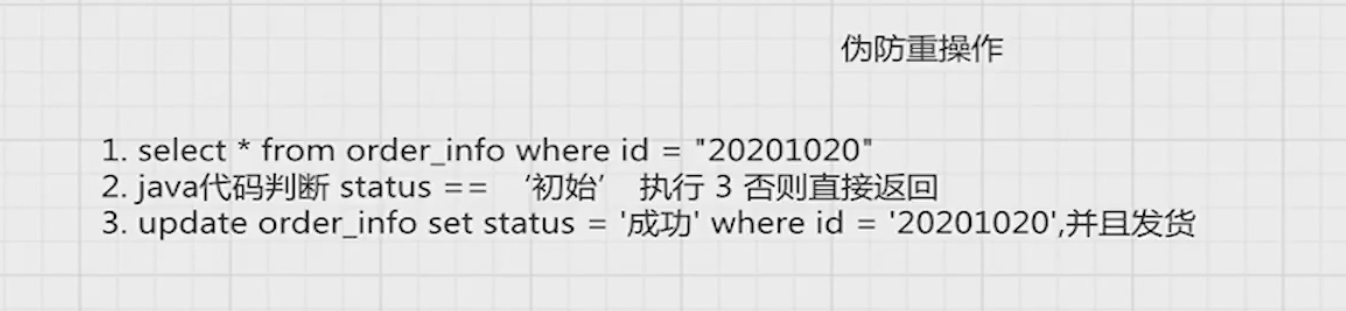 伪防重操作
1. select * from order_info where id = "20201020"
2. java代码判断 status == ‘初始’ 执行 3 否则直接返回
3. update order_info set status = '成功' where id = '20201020',并且发货